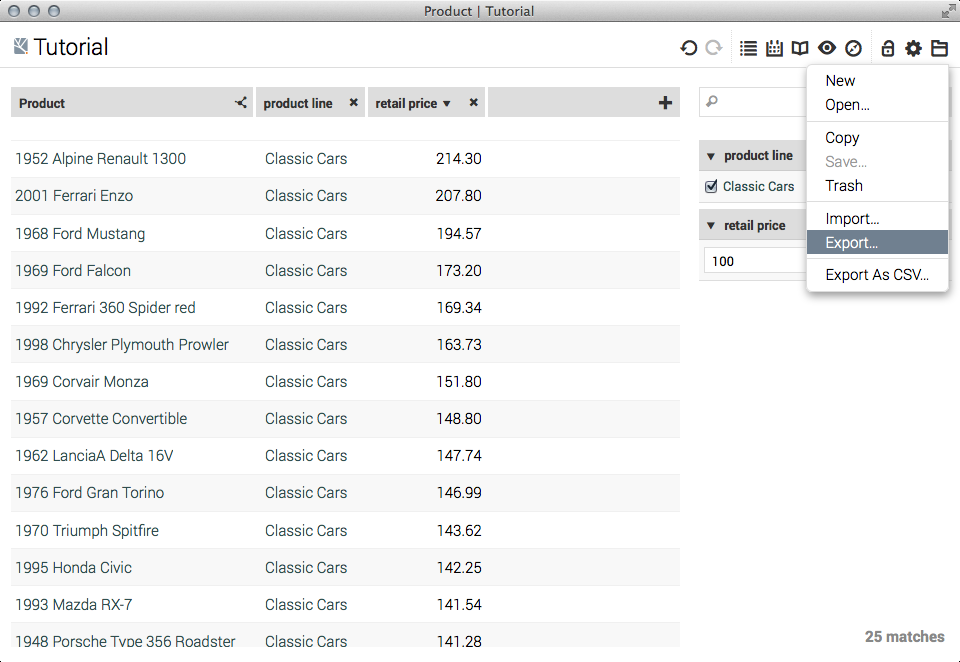 Product | Tutorial
Tutorial
Product product line retail price
1952 Alpine Renault 1300 Classic Cars 214.30
2001 Ferrari Enzo Classic Cars 207.80
1968 Ford Mustang Classic Cars 194.57
1969 Ford Falcon Classic Cars 173.20
1992 Ferrari 360 Spider red Classic Cars 169.34
1998 Chrysler Plymouth Prowler Classic Cars 163.73
1969 Corvair Monza Classic Cars 151.80
1957 Corvette Convertible Classic Cars 148.80
1962 LanciaA Delta 16V Classic Cars 147.74
1976 Ford Gran Torino Classic Cars 146.99
1970 Triumph Spitfire Classic Cars 143.62
1995 Honda Civic Classic Cars 142.25
1993 Mazda RX-7 Classic Cars 141.54
1948 Porsche Type 356 Roadster Classic Cars 141.28
product line
Classic Cars
retail price
100
New
Open...
Copy
Save...
Trash
Import...
Export...
Export As CSV...
25 matches